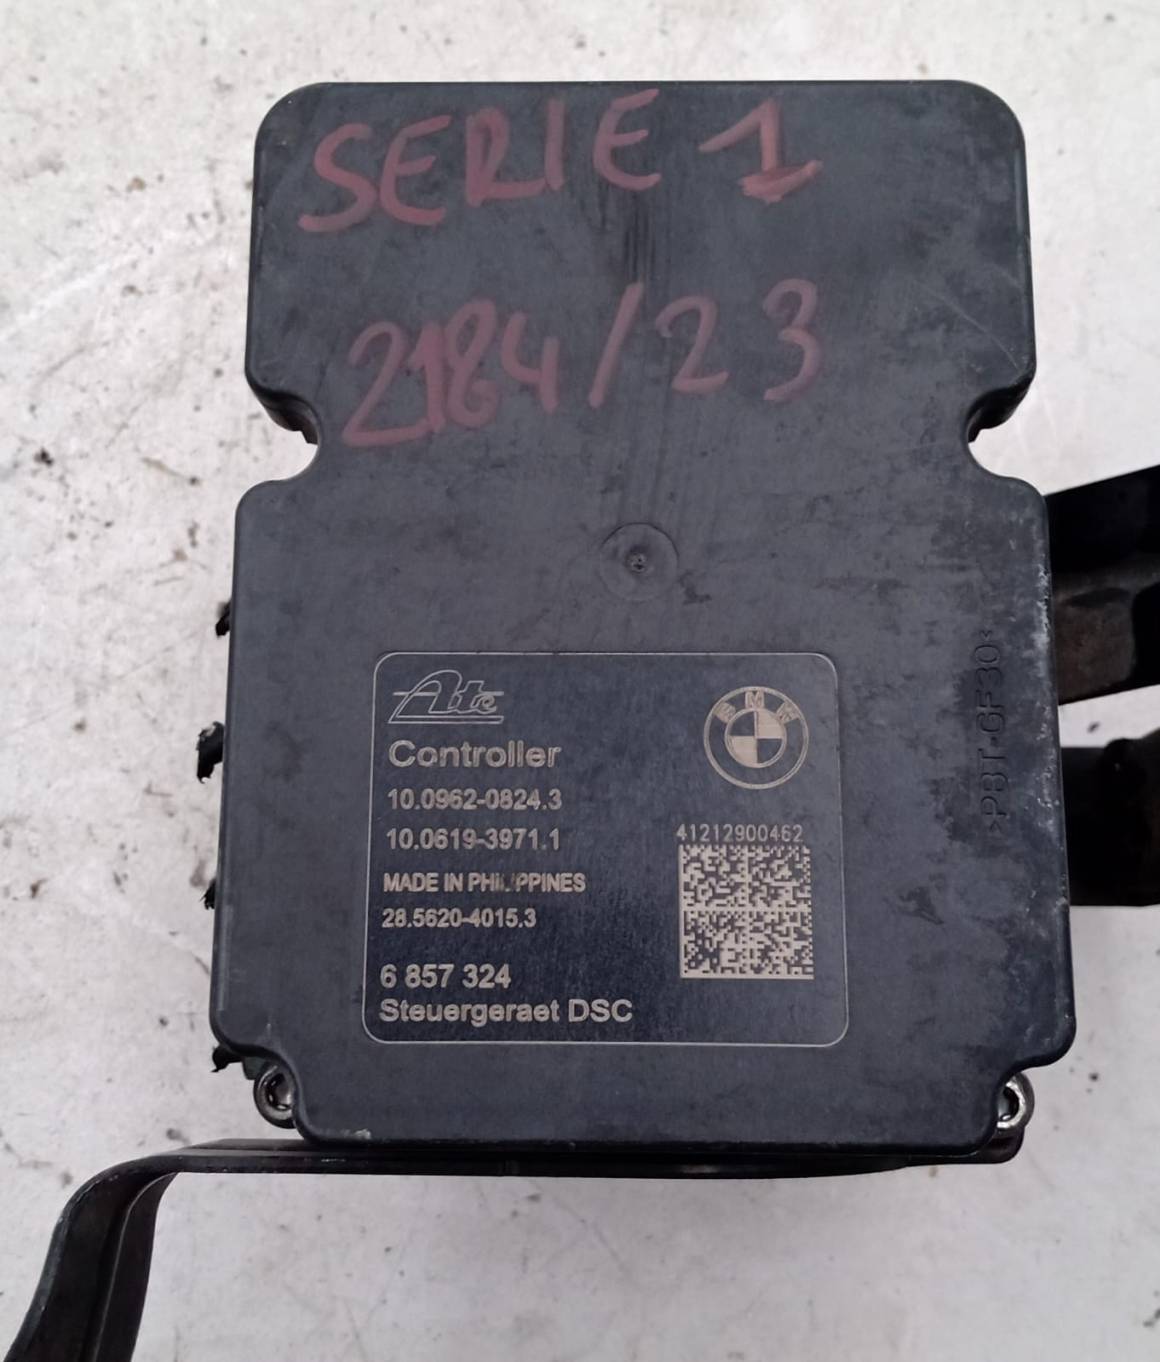 SERIE 1
2184/23
Ate
BMW
Controller
10.0962-0824.3
10.0619-3971.1
41212900462
MADE IN PHILIPPINES
28.5620-4015.3
6 857 324
Steuergeraet DSC
>PBT-GF30<